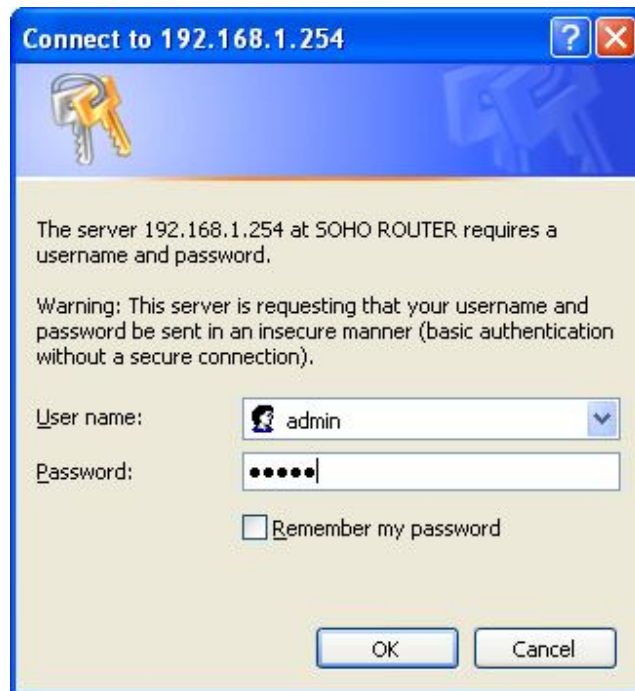 Connect to 192.168.1.254
The server 192.168.1.254 at SOHO ROUTER requires a
username and password.
Warning: This server is requesting that your username and
password be sent in an insecure manner (basic authentication
without a secure connection).
User name: admin
Password: •••••
Remember my password
OK Cancel